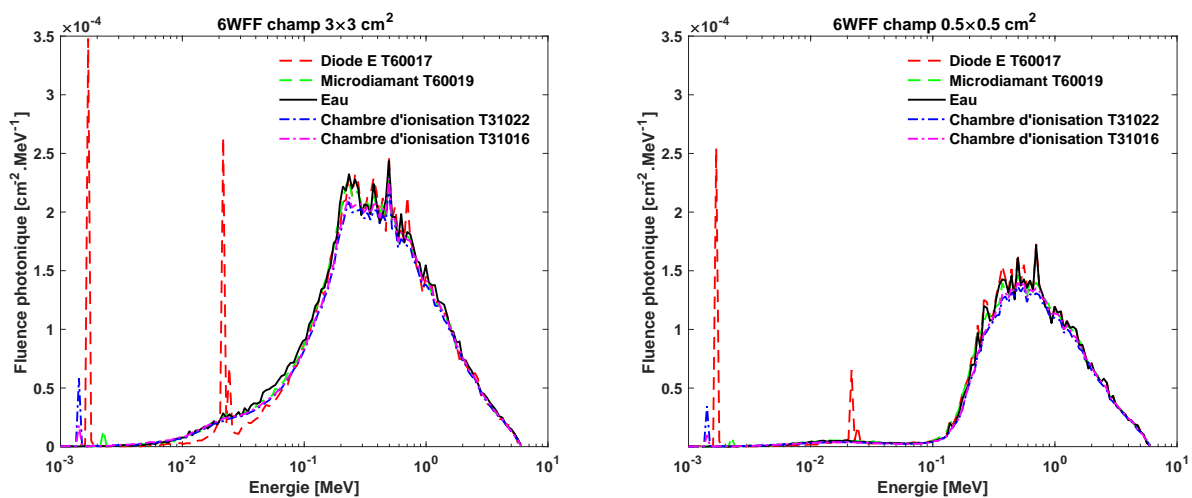 6WFF champ 3×3 cm²
×10⁻⁴
3.5
3
2.5
2
1.5
1
0.5
0
Fluence photonique [cm⁻².MeV⁻¹]
Diode E T60017
Microdiamant T60019
Eau
Chambre d'ionisation T31022
Chambre d'ionisation T31016
10⁻³ 10⁻² 10⁻¹ 10⁰ 10¹
Energie [MeV]
6WFF champ 0.5×0.5 cm²
×10⁻⁴
3.5
3
2.5
2
1.5
1
0.5
0
Fluence photonique [cm⁻².MeV⁻¹]
Diode E T60017
Microdiamant T60019
Eau
Chambre d'ionisation T31022
Chambre d'ionisation T31016
10⁻³ 10⁻² 10⁻¹ 10⁰ 10¹
Energie [MeV]